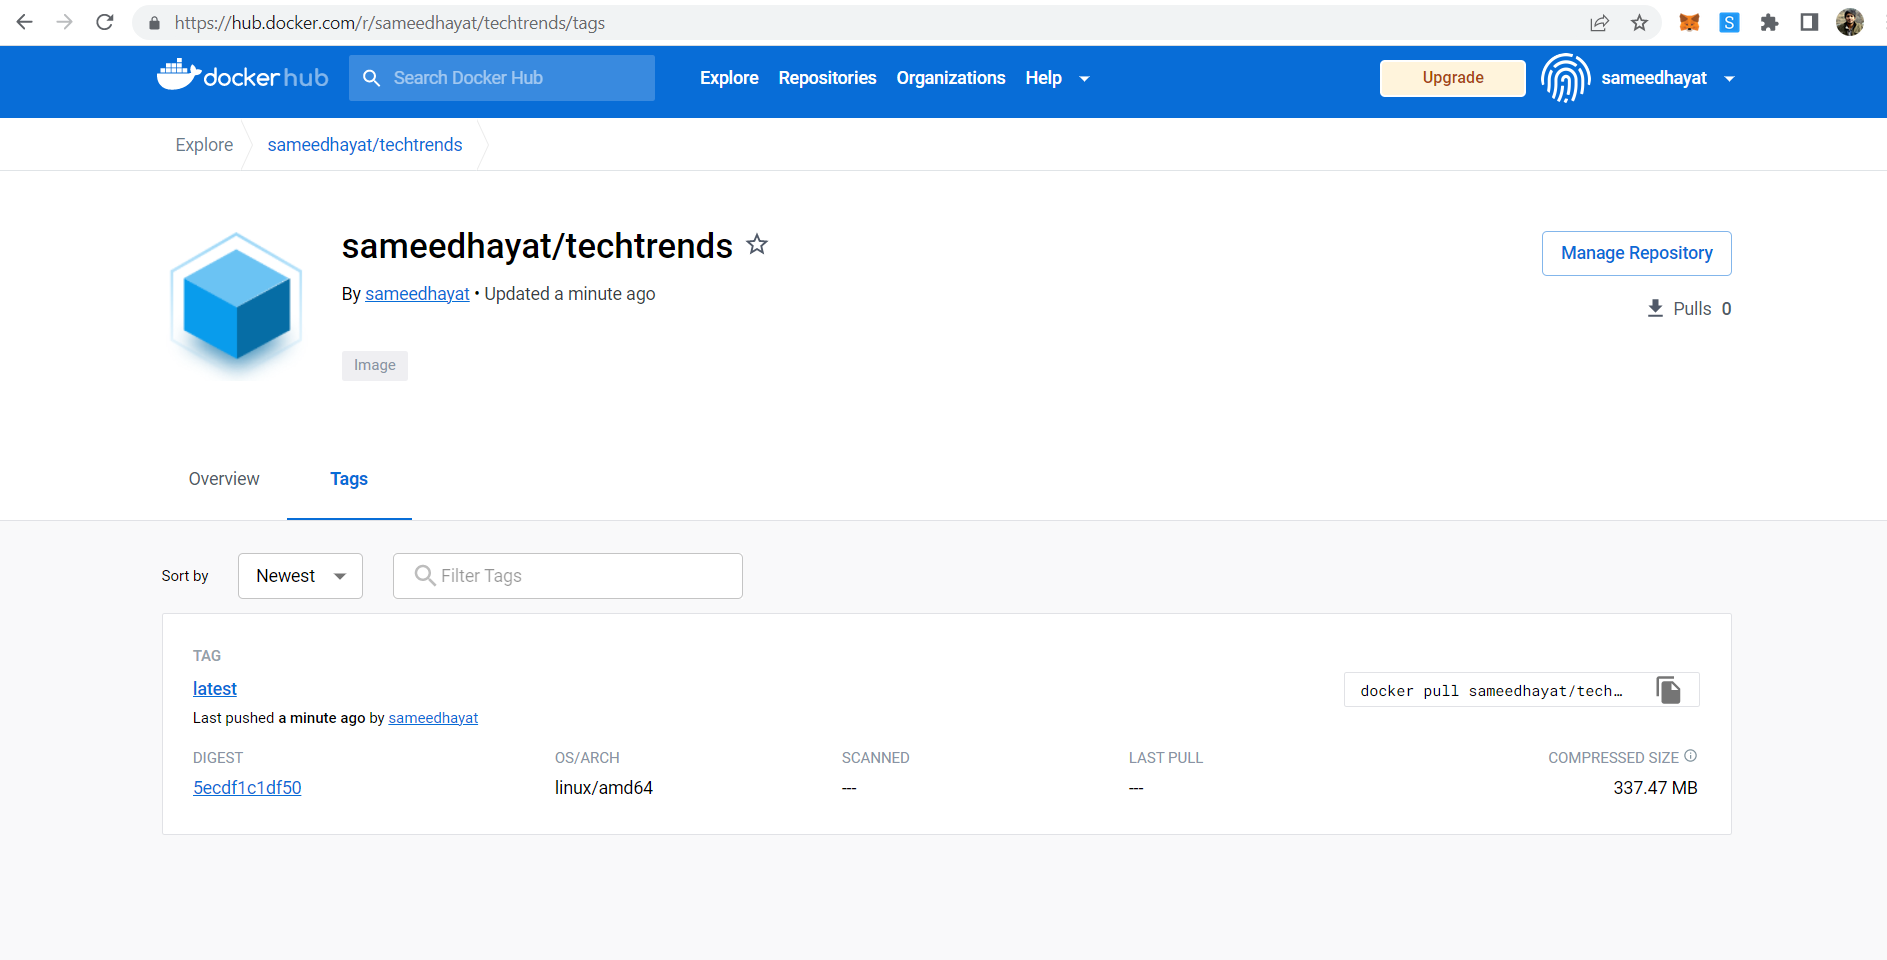 https://hub.docker.com/r/sameedhayat/techtrends/tags
S
docker hub
Search Docker Hub
Explore Repositories Organizations Help
Upgrade
sameedhayat
Explore
sameedhayat/techtrends
sameedhayat/techtrends
Manage Repository
By sameedhayat • Updated a minute ago
Pulls 0
Image
Overview
Tags
Sort by
Newest
Filter Tags
TAG
latest
docker pull sameedhayat/tech…
Last pushed a minute ago by sameedhayat
DIGEST OS/ARCH SCANNED LAST PULL COMPRESSED SIZE
5ecdf1c1df50 linux/amd64 --- --- 337.47 MB